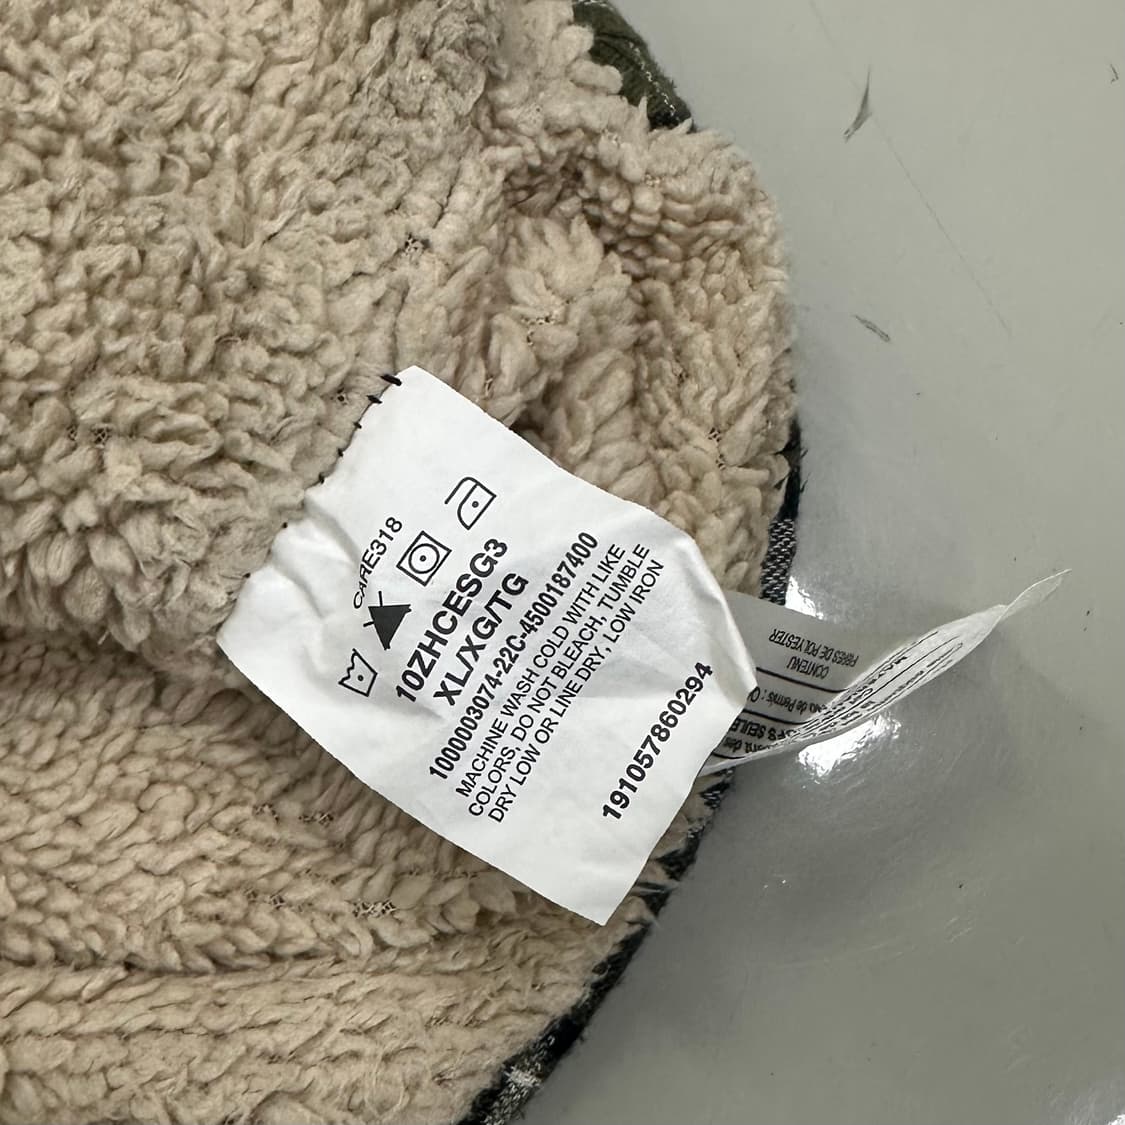 CARE318
10ZHCESG3
XL/XG/TG
1000003074-22C-4500187400
MACHINE WASH COLD WITH LIKE
COLORS, DO NOT BLEACH, TUMBLE
DRY LOW OR LINE DRY, LOW IRON
191057860294
CONTENU
FIBRES DE POLYESTER